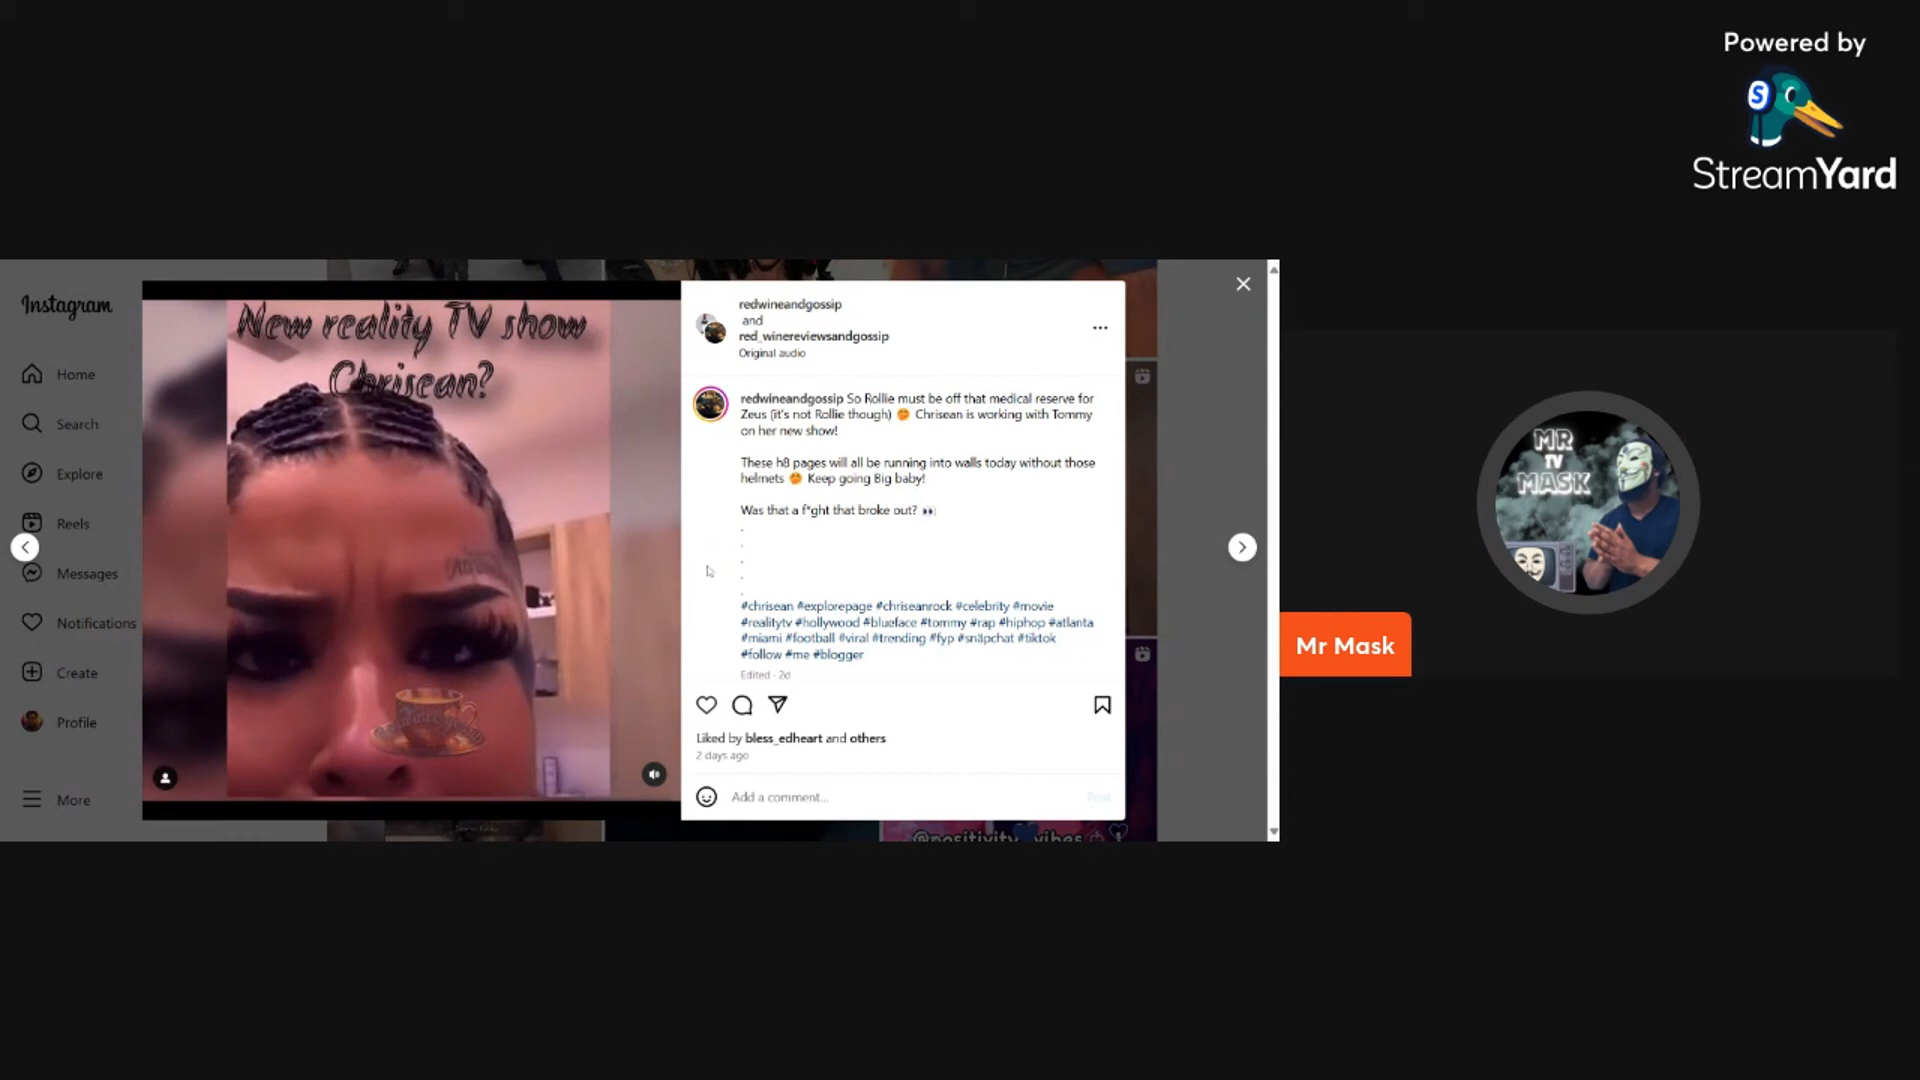 Powered by
StreamYard
Instagram
Home
Search
Explore
Reels
Messages
Notifications
Create
Profile
More
New reality TV show
Chrisean?
redwineandgossip
and
red_winereviewsandgossip
Original audio
redwineandgossip So Rollie must be off that medical reserve for
Zeus (it's not Rollie though) 🤭 Chrisean is working with Tommy
on her new show!
These h8 pages will all be running into walls today without those
helmets 🤭 Keep going Big baby!
Was that a f*ght that broke out? 👀
.
.
.
.
.
#chrisean #explorepage #chriseanrock #celebrity #movie
#realitytv #hollywood #blueface #tommy #rap #hiphop #atlanta
#miami #football #viral #trending #fyp #snapchat #tiktok
#follow #me #blogger
Edited · 2d
Liked by bless_edheart and others
2 days ago
Add a comment...
Post
@positivity_vibes
MR
TV
MASK
Mr Mask